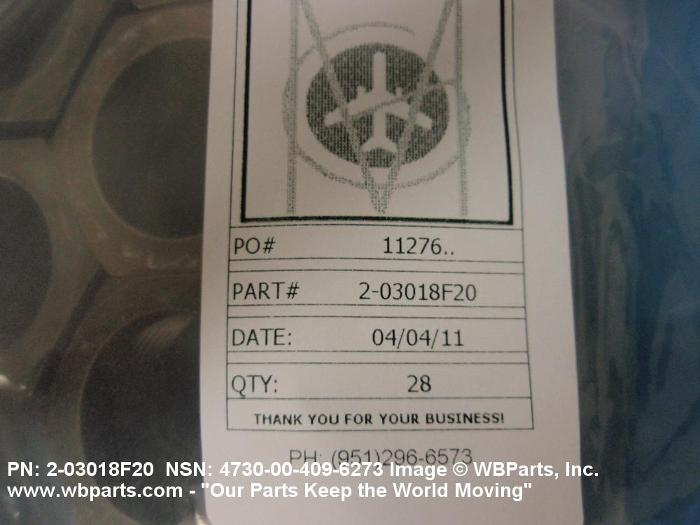 PO# 11276..
PART# 2-03018F20
DATE: 04/04/11
QTY: 28
THANK YOU FOR YOUR BUSINESS!
PH: (951)296-6573
PN: 2-03018F20 NSN: 4730-00-409-6273 Image © WBParts, Inc.
www.wbparts.com - "Our Parts Keep the World Moving"